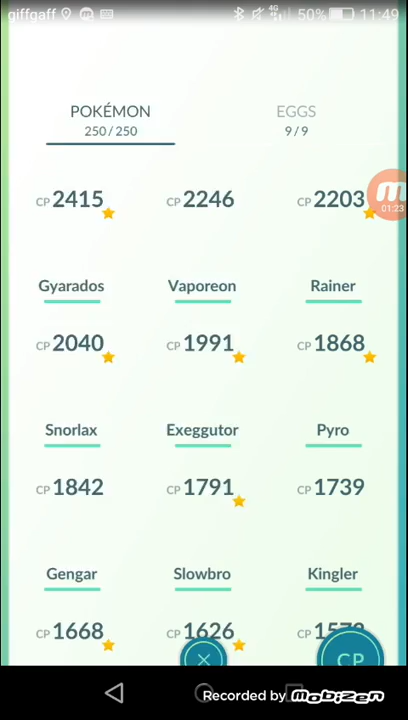 giffgaff 4G 50% 11:49
POKÉMON EGGS
250/250 9/9
CP 2415 CP 2246 CP 2203
01:23
Gyarados Vaporeon Rainer
CP 2040 CP 1991 CP 1868
Snorlax Exeggutor Pyro
CP 1842 CP 1791 CP 1739
Gengar Slowbro Kingler
CP 1668 CP 1626 CP
CP
Recorded by mobizen